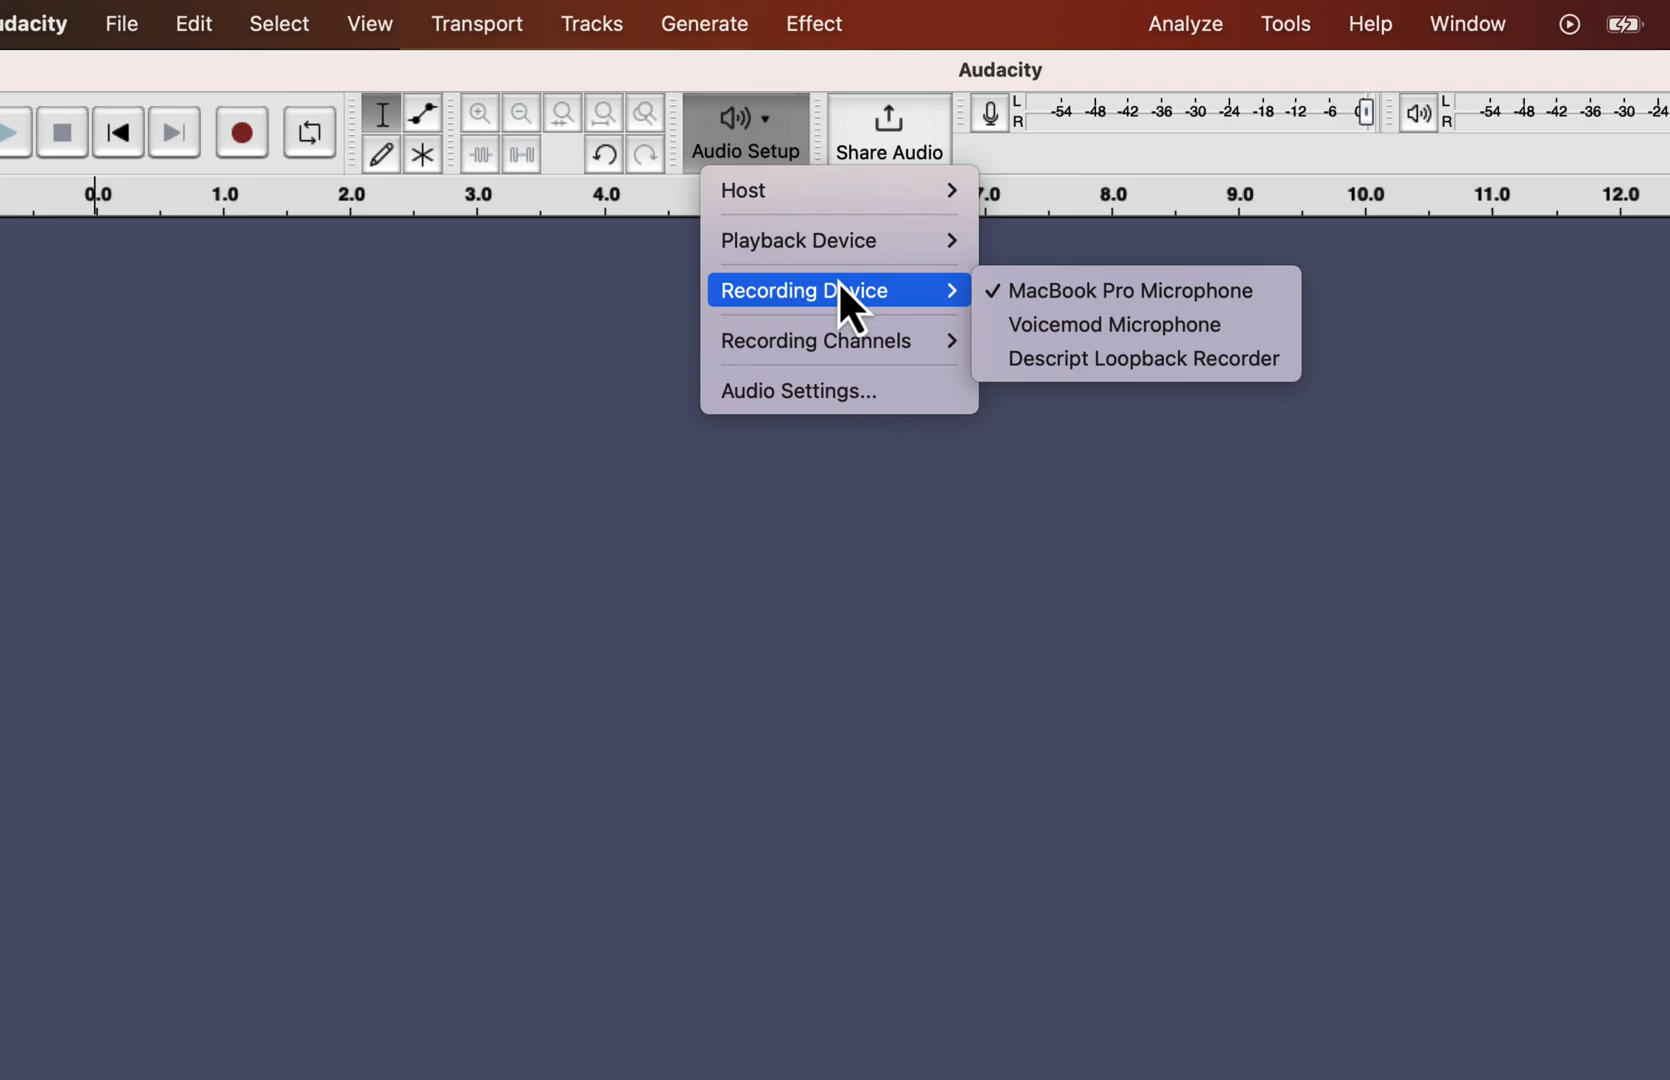 udacity File Edit Select View Transport Tracks Generate Effect Analyze Tools Help Window
Audacity
Audio Setup
Share Audio
L
R
-54 -48 -42 -36 -30 -24 -18 -12 -6 0
L
R
-54 -48 -42 -36 -30 -24
0.0 1.0 2.0 3.0 4.0 7.0 8.0 9.0 10.0 11.0 12.0
Host
Playback Device
Recording Device
Recording Channels
Audio Settings...
MacBook Pro Microphone
Voicemod Microphone
Descript Loopback Recorder